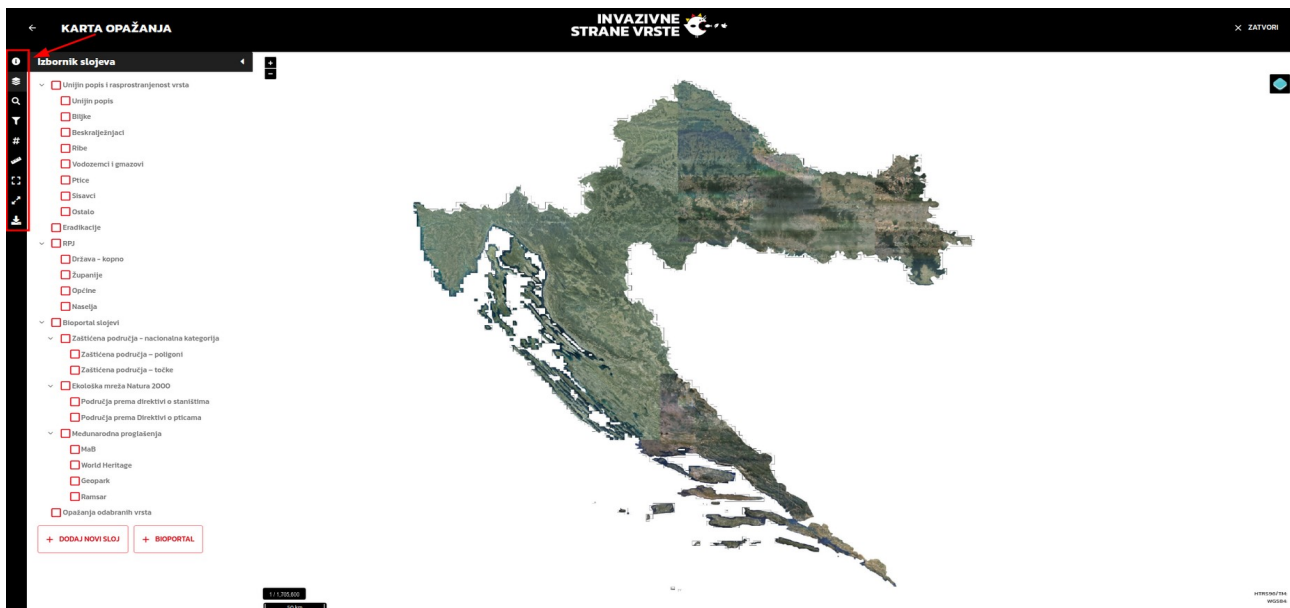 KARTA OPAŽANJA
INVAZIVNE
STRANE VRSTE
ZATVORI
Izbornik slojeva
Unijin popis i rasprostranjenost vrsta
Unijin popis
Biljke
Beskralježnjaci
Ribe
Vodozemci i gmazovi
Ptice
Sisavci
Ostalo
Eradikacije
RPJ
Država - kopno
Županije
Općine
Naselja
Bioportal slojevi
Zaštićena područja - nacionalna kategorija
Zaštićena područja – poligoni
Zaštićena područja – točke
Ekološka mreža Natura 2000
Područja prema direktivi o staništima
Područja prema Direktivi o pticama
Međunarodna proglašenja
MaB
World Heritage
Geopark
Ramsar
Opažanja odabranih vrsta
+ DODAJ NOVI SLOJ
+ BIOPORTAL
1 / 1,705,600
HTRS96/TM
WGS84